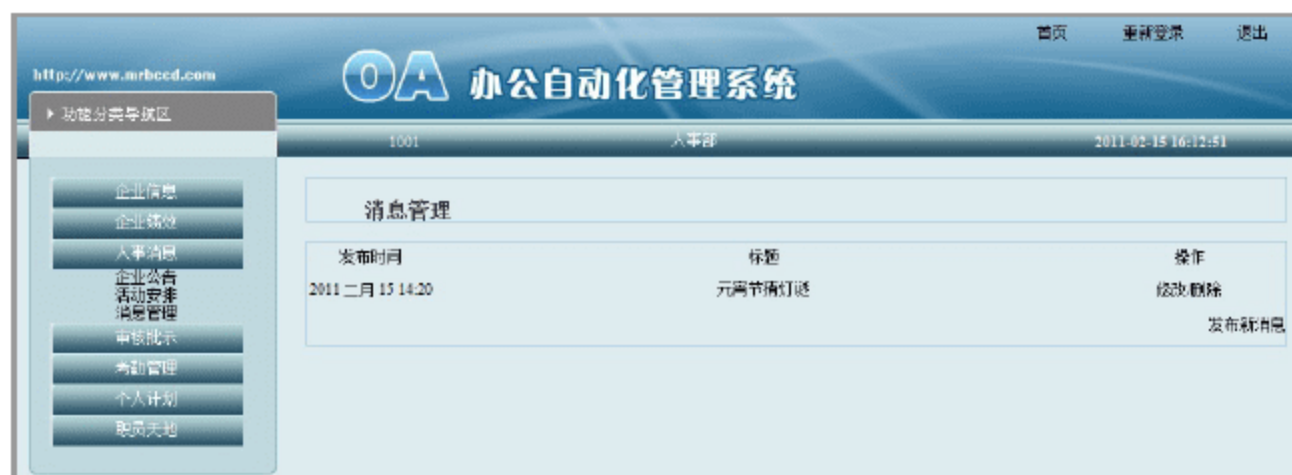 首页 重新登录 退出
http://www.mrbccd.com
OA 办公自动化管理系统
功能分类导航区
1001 人事部 2011-02-15 16:12:51
企业信息
企业绩效
人事消息
企业公告
活动安排
消息管理
审核批示
考勤管理
个人计划
职员天地
消息管理
发布时间 标题 操作
2011 二月 15 14:20 元宵节猜灯谜 修改/删除
发布新消息